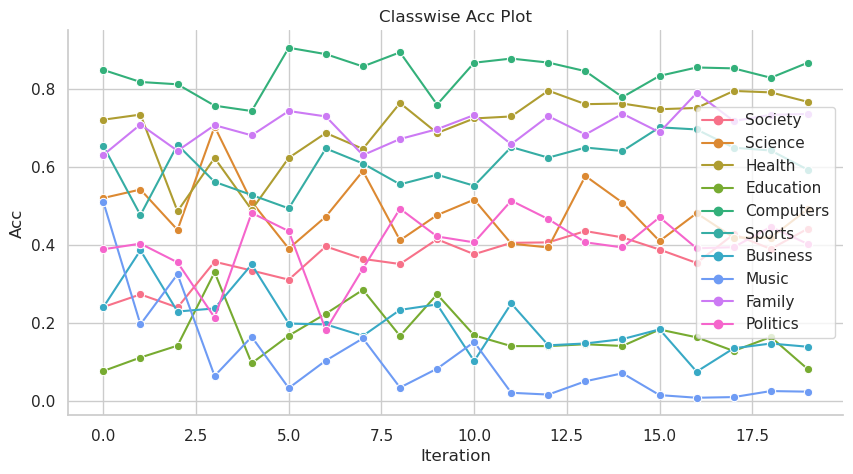 Classwise Acc Plot
Acc
0.8
0.6
0.4
0.2
0.0
Society
Science
Health
Education
Computers
Sports
Business
Music
Family
Politics
0.0 2.5 5.0 7.5 10.0 12.5 15.0 17.5
Iteration